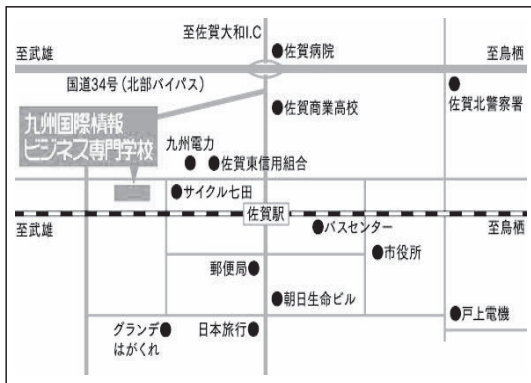 至佐賀大和I.C
佐賀病院
至武雄
至鳥栖
国道34号(北部バイパス)
佐賀北警察署
佐賀商業高校
九州国際情報
ビジネス専門学校
九州電力
佐賀東信用組合
サイクル七田
佐賀駅
至武雄
バスセンター
至鳥栖
市役所
郵便局
朝日生命ビル
戸上電機
グランデ
はがくれ
日本旅行